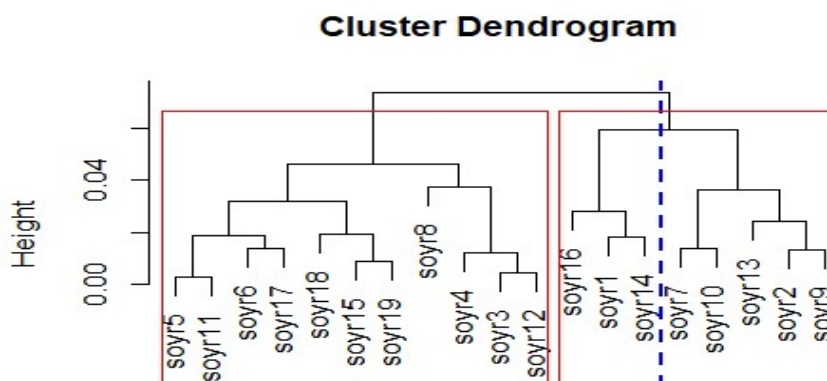 Cluster Dendrogram
Height
0.04
0.00
soyr5
soyr11
soyr6
soyr17
soyr18
soyr15
soyr19
soyr8
soyr4
soyr3
soyr12
soyr16
soyr1
soyr14
soyr7
soyr10
soyr13
soyr2
soyr9